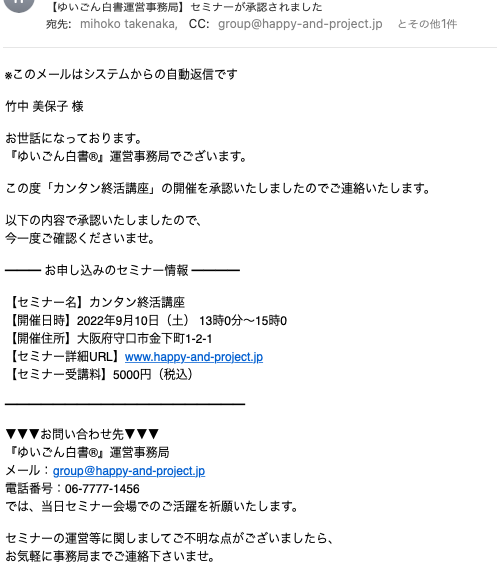 【ゆいごん白書運営事務局】セミナーが承認されました
宛先: mihoko takenaka, CC: group@happy-and-project.jp とその他1件
※このメールはシステムからの自動返信です
竹中 美保子 様
お世話になっております。
『ゆいごん白書®』運営事務局でございます。
この度「カンタン終活講座」の開催を承認いたしましたのでご連絡いたします。
以下の内容で承認いたしましたので、
今一度ご確認くださいませ。
━━━ お申し込みのセミナー情報 ━━━━
【セミナー名】カンタン終活講座
【開催日時】2022年9月10日（土） 13時0分〜15時0
【開催住所】大阪府守口市金下町1-2-1
【セミナー詳細URL】www.happy-and-project.jp
【セミナー受講料】5000円（税込）
━━━━━━━━━━━━━━━━━━━━
▼▼▼お問い合わせ先▼▼▼
『ゆいごん白書®』運営事務局
メール：group@happy-and-project.jp
電話番号：06-7777-1456
では、当日セミナー会場でのご活躍を祈願いたします。
セミナーの運営等に関しましてご不明な点がございましたら、
お気軽に事務局までご連絡下さいませ。